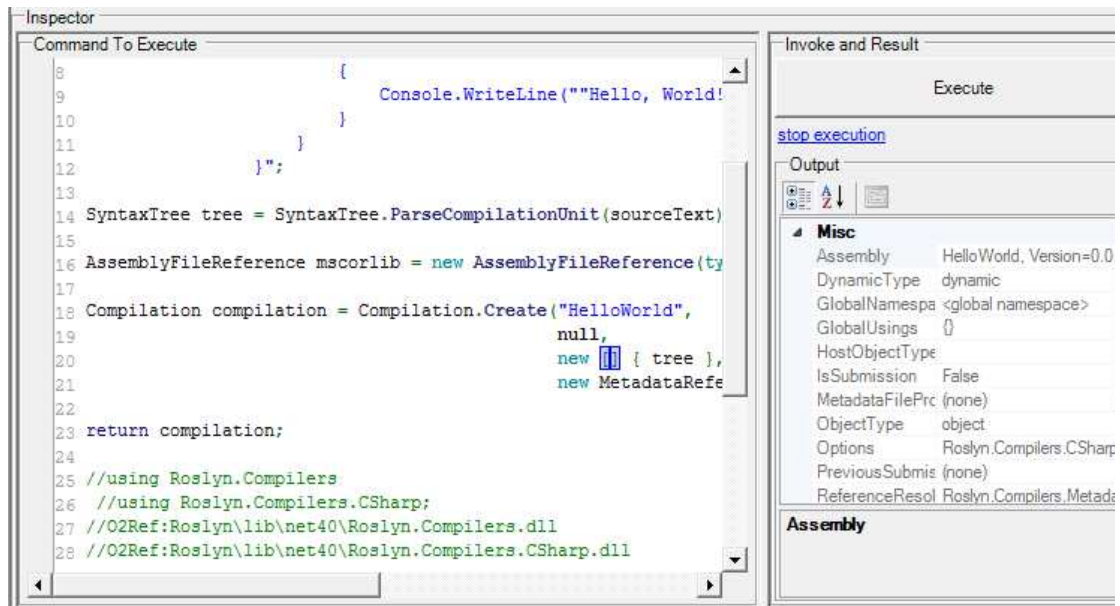 Inspector
Command To Execute
8 {
9 Console.WriteLine(""Hello, World!
10 }
11 }
12 }";
13
14 SyntaxTree tree = SyntaxTree.ParseCompilationUnit(sourceText)
15
16 AssemblyFileReference mscorlib = new AssemblyFileReference(ty
17
18 Compilation compilation = Compilation.Create("HelloWorld",
19 null,
20 new [] { tree },
21 new MetadataRefe
22
23 return compilation;
24
25 //using Roslyn.Compilers
26 //using Roslyn.Compilers.CSharp;
27 //O2Ref:Roslyn\lib\net40\Roslyn.Compilers.dll
28 //O2Ref:Roslyn\lib\net40\Roslyn.Compilers.CSharp.dll
Invoke and Result
Execute
stop execution
Output
Misc
Assembly HelloWorld, Version=0.0
DynamicType dynamic
GlobalNamespa <global namespace>
GlobalUsings {}
HostObjectType
IsSubmission False
MetadataFilePrc (none)
ObjectType object
Options Roslyn.Compilers.CSharp
PreviousSubmis (none)
ReferenceResol Roslyn.Compilers.Metada
Assembly